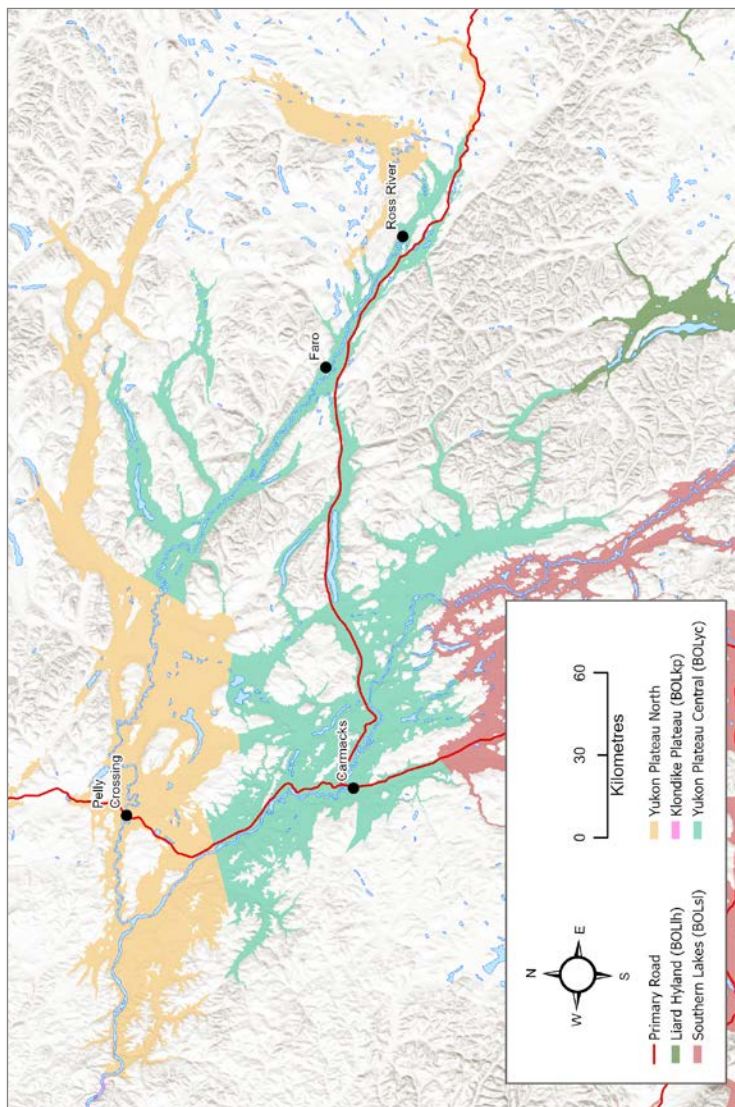 Pelly
Crossing
Carmacks
Faro
Ross River
N
W
E
S
0
30
60
Kilometres
Primary Road
Liard Hyland (BOLlh)
Southern Lakes (BOLsl)
Yukon Plateau North
Klondike Plateau (BOLkp)
Yukon Plateau Central (BOLyc)